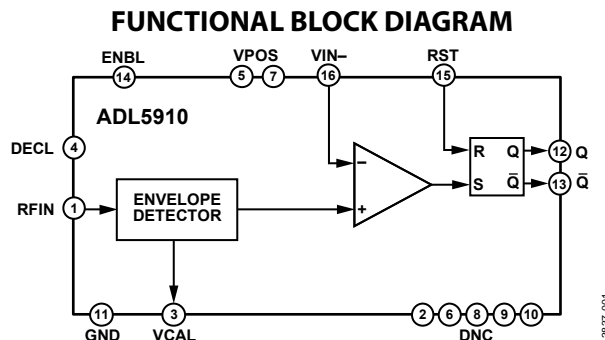 FUNCTIONAL BLOCK DIAGRAM
ENBL VPOS VIN– RST
14 5 7 16 15
ADL5910
DECL 4
R Q 12 Q
S Q̅ 13 Q̅
–
+
RFIN 1
ENVELOPE
DETECTOR
11 3 2 6 8 9 10
GND VCAL DNC